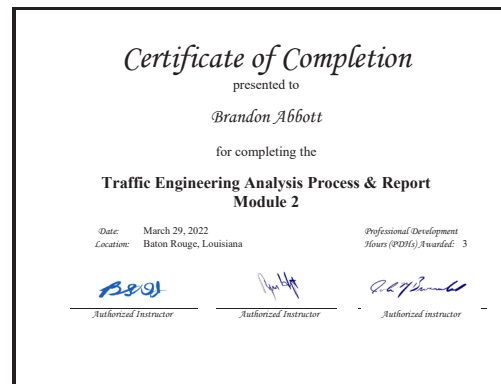 Certificate of Completion
presented to
Brandon Abbott
for completing the
Traffic Engineering Analysis Process & Report
Module 2
Date: March 29, 2022
Location: Baton Rouge, Louisiana
Professional Development
Hours (PDHs) Awarded: 3
Authorized Instructor
Authorized Instructor
Authorized instructor